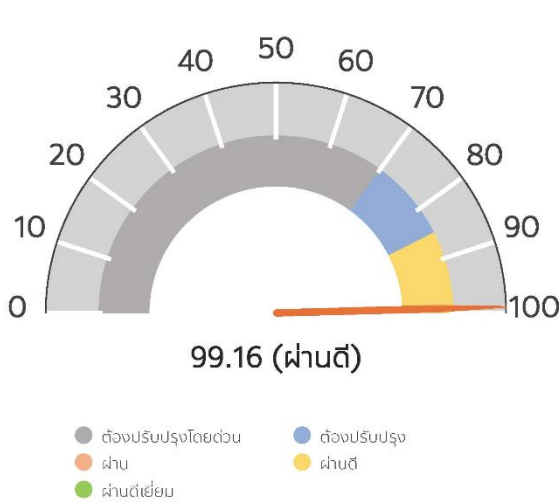 50
40 60
30 70
20 80
10 90
0 100
99.16 (ผ่านดี)
ต้องปรับปรุงโดยด่วน ต้องปรับปรุง
ผ่าน ผ่านดี
ผ่านดีเยี่ยม